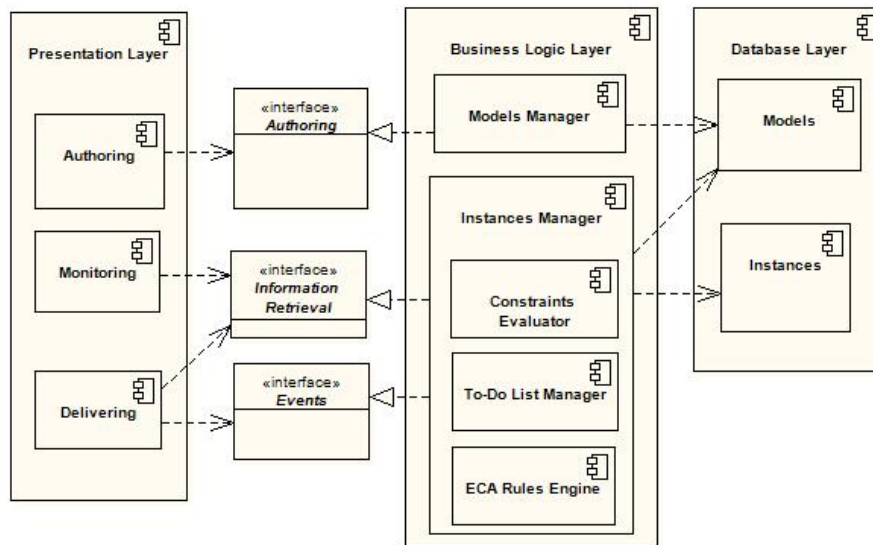 Presentation Layer
Authoring
Monitoring
Delivering
«interface»
Authoring
«interface»
Information
Retrieval
«interface»
Events
Business Logic Layer
Models Manager
Instances Manager
Constraints
Evaluator
To-Do List Manager
ECA Rules Engine
Database Layer
Models
Instances